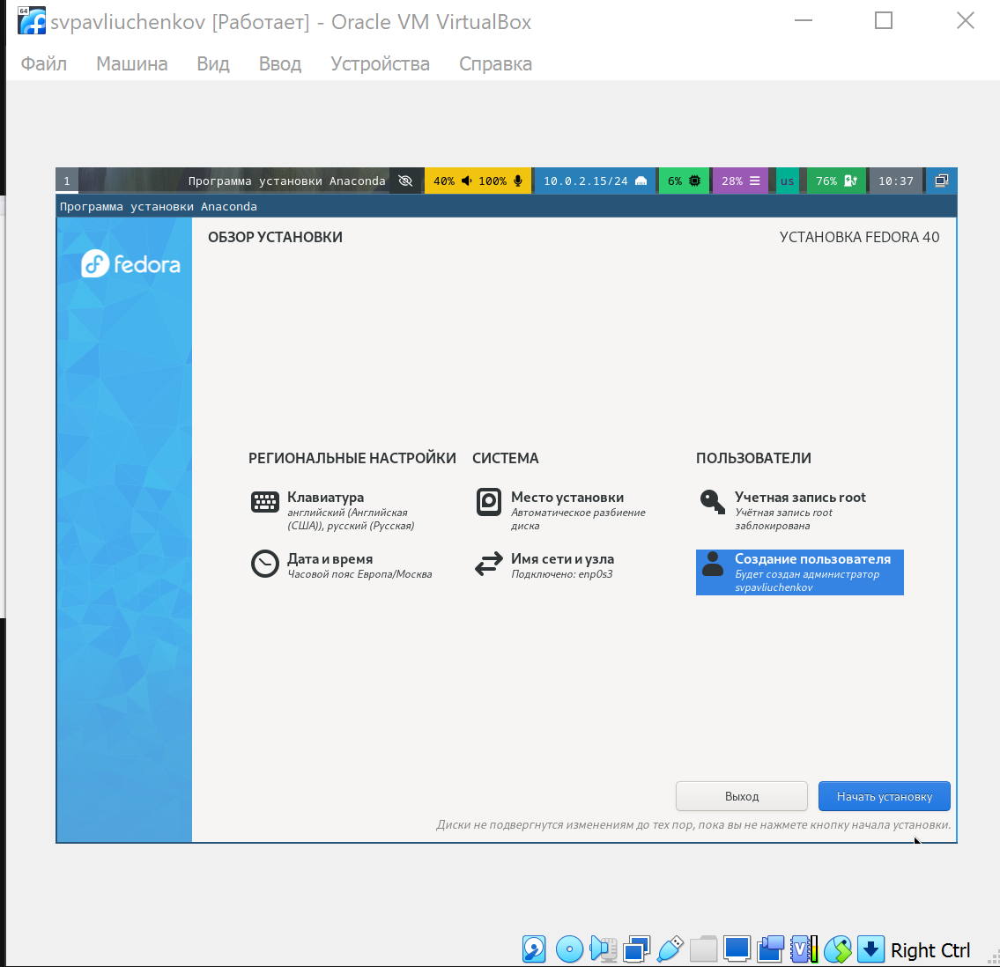 64
svpavliuchenkov [Работает] - Oracle VM VirtualBox
Файл Машина Вид Ввод Устройства Справка
1 Программа установки Anaconda 40% 100% 10.0.2.15/24 6% 28% us 76% 10:37
Программа установки Anaconda
fedora
ОБЗОР УСТАНОВКИ
УСТАНОВКА FEDORA 40
РЕГИОНАЛЬНЫЕ НАСТРОЙКИ
Клавиатура
английский (Английская
(США)), русский (Русская)
Дата и время
Часовой пояс Европа/Москва
СИСТЕМА
Место установки
Автоматическое разбиение
диска
Имя сети и узла
Подключено: enp0s3
ПОЛЬЗОВАТЕЛИ
Учетная запись root
Учётная запись root
заблокирована
Создание пользователя
Будет создан администратор
svpavliuchenkov
Выход
Начать установку
Диски не подвергнутся изменениям до тех пор, пока вы не нажмете кнопку начала установки.
V
Right Ctrl